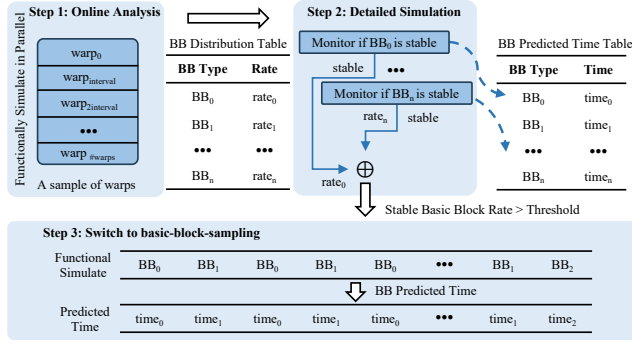 Step 1: Online Analysis
Functionally Simulate in Parallel
warp0
warpinterval
warp2interval
•••
warp #warps
A sample of warps
BB Distribution Table
BB Type Rate
BB0 rate0
BB1 rate1
••• •••
BBn raten
Step 2: Detailed Simulation
Monitor if BB0 is stable
stable •••
Monitor if BBn is stable
raten stable
rate0
BB Predicted Time Table
BB Type Time
BB0 time0
BB1 time1
••• •••
BBn timen
Stable Basic Block Rate > Threshold
Step 3: Switch to basic-block-sampling
Functional
Simulate
BB0 BB1 BB0 BB1 BB0 ••• BB1 BB2
BB Predicted Time
Predicted
Time
time0 time1 time0 time1 time0 ••• time1 time2